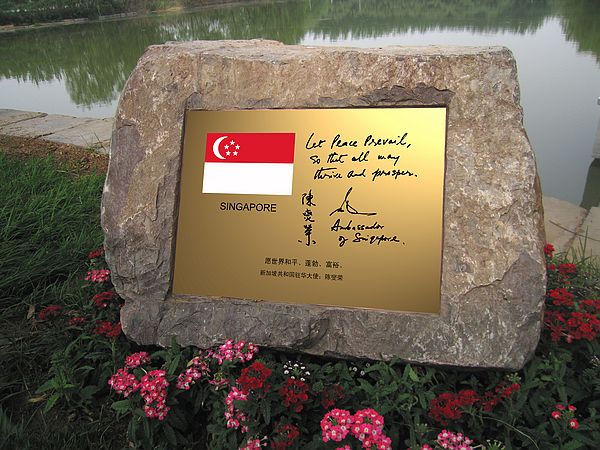 Let Peace Prevail,
so that all may
thrive and prosper.
SINGAPORE
陳燮榮
Ambassador
of Singapore.
愿世界和平、蓬勃、富裕。
新加坡共和国驻华大使：陈燮荣